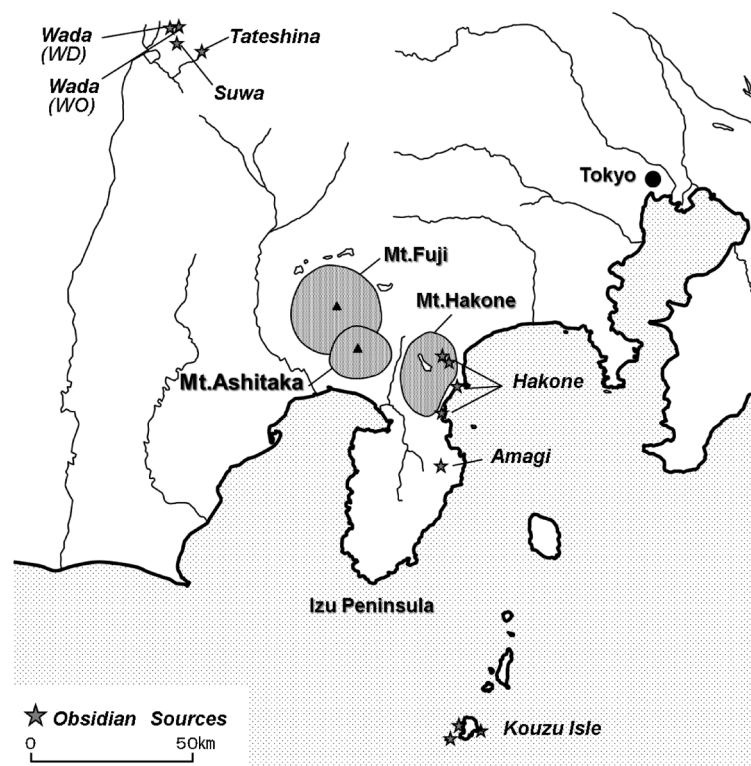 Wada
(WD)
Tateshina
Wada
(WO)
Suwa
Tokyo
Mt.Fuji
Mt.Hakone
Mt.Ashitaka
Hakone
Amagi
Izu Peninsula
Obsidian Sources
Kouzu Isle
0 50km